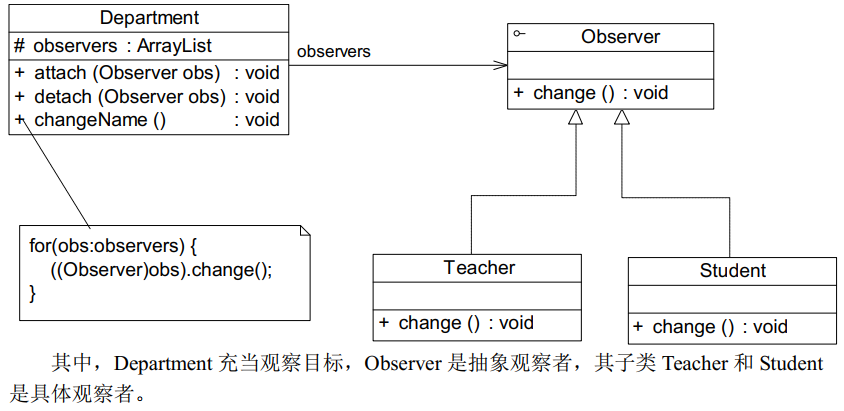 Department
# observers : ArrayList
+ attach (Observer obs) : void
+ detach (Observer obs) : void
+ changeName () : void
observers
Observer
+ change () : void
for(obs:observers) {
((Observer)obs).change();
}
Teacher
+ change () : void
Student
+ change () : void
其中，Department 充当观察目标，Observer 是抽象观察者，其子类 Teacher 和 Student
是具体观察者。